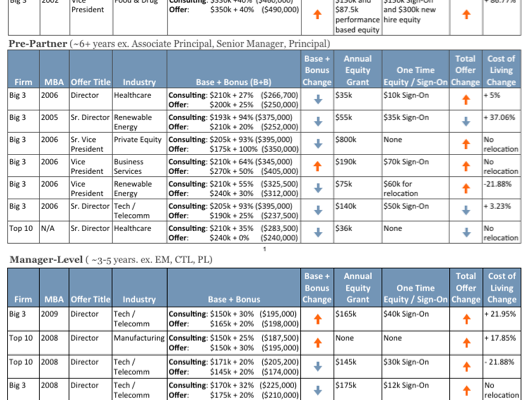 Big 3 2002 Vice Food & Drug Consulting: $350k +40% ($490,000) $150k and $150k Sign-On + 86.77%
President Offer: $350k + 40% ($490,000) $87.5k and $300k new
performance hire equity
based equity
Pre-Partner (~6+ years ex. Associate Principal, Senior Manager, Principal)
Firm MBA Offer Title Industry Base + Bonus (B+B) Base + Bonus Change Annual Equity Grant One Time Equity / Sign-On Total Offer Change Cost of Living Change
Big 3 2006 Director Healthcare Consulting: $210k + 27% ($266,700) $35k $10k Sign-On + 5%
Offer: $200k + 25% ($250,000)
Big 3 2005 Sr. Director Renewable Consulting: $193k + 94% ($375,000) $55k $35k Sign-On + 37.06%
Energy Offer: $210k + 20% ($252,000)
Big 3 2006 Sr. Vice Private Equity Consulting: $205k + 93% ($395,000) $800k None No
President Offer: $175k + 100% ($350,000) relocation
Big 3 2006 Vice Business Consulting: $210k + 64% ($345,000) $190k $70k Sign-On No
President Services Offer: $270k + 50% ($405,000) relocation
Big 3 2006 Vice Renewable Consulting: $210k + 55% ($325,500) $75k $60k for -21.88%
President Energy Offer: $240k + 30% ($312,000) relocation
Big 3 2006 Sr. Director Tech / Consulting: $205k + 93% ($395,000) $140k $50k Sign-On + 3.23%
Telecomm Offer: $190k + 25% ($237,500)
Top 10 N/A Sr. Director Healthcare Consulting: $210k + 35% ($283,500) $36k None No
Offer: $240k + 0% ($240,000) relocation
1
Manager-Level ( ~3-5 years. ex. EM, CTL, PL)
Firm MBA Offer Title Industry Base + Bonus Base + Bonus Change Annual Equity Grant One Time Equity / Sign-On Total Offer Change Cost of Living Change
Big 3 2009 Director Tech / Consulting: $150k + 30% ($195,000) $165k $40k Sign-On + 21.95%
Telecomm Offer: $165k + 20% ($198,000)
Top 10 2008 Director Manufacturing Consulting: $150k + 25% ($187,500) None None + 17.85%
Offer: $150k + 30% ($195,000)
Top 10 2008 Director Tech / Consulting: $171k + 20% ($205,200) $145k $30k Sign-On - 21.88%
Telecomm Offer: $145k + 20% ($174,000)
Big 3 2008 Director Tech / Consulting: $170k + 32% ($225,000) $175k $12k Sign-On No
Telecomm Offer: $175k + 20% ($210,000) relocation